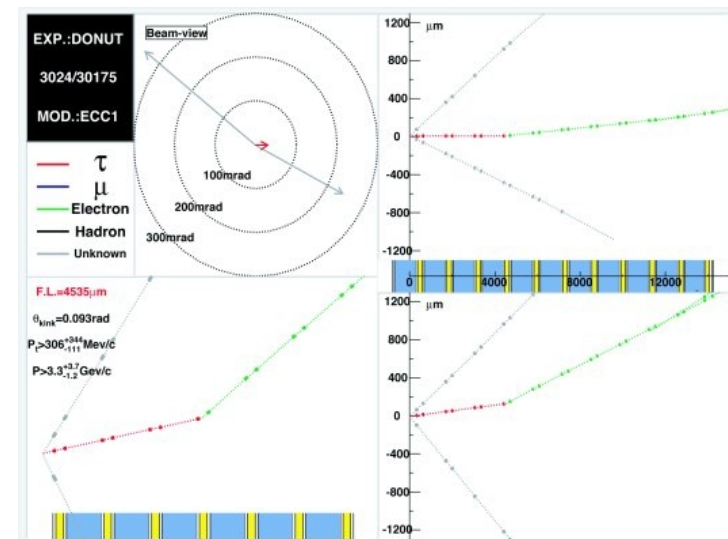 EXP.:DONUT
3024/30175
MOD.:ECC1
τ
μ
Electron
Hadron
Unknown
Beam-view
100mrad
200mrad
300mrad
1200
μm
800
400
0
-400
-800
-1200
0
4000
8000
12000
F.L.=4535μm
θkink=0.093rad
Pt>306+344-111Mev/c
P>3.3+3.7-1.2Gev/c
1200
μm
800
400
0
-400
-800
-1200